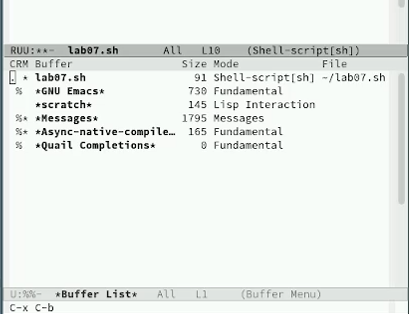 RUU:**- lab07.sh All L10 (Shell-script[sh])
CRM Buffer Size Mode File
. * lab07.sh 91 Shell-script[sh] ~/lab07.sh
% *GNU Emacs* 730 Fundamental
*scratch* 145 Lisp Interaction
%* *Messages* 1795 Messages
%* *Async-native-compile… 165 Fundamental
% *Quail Completions* 0 Fundamental
U:%%- *Buffer List* All L1 (Buffer Menu)
C-x C-b